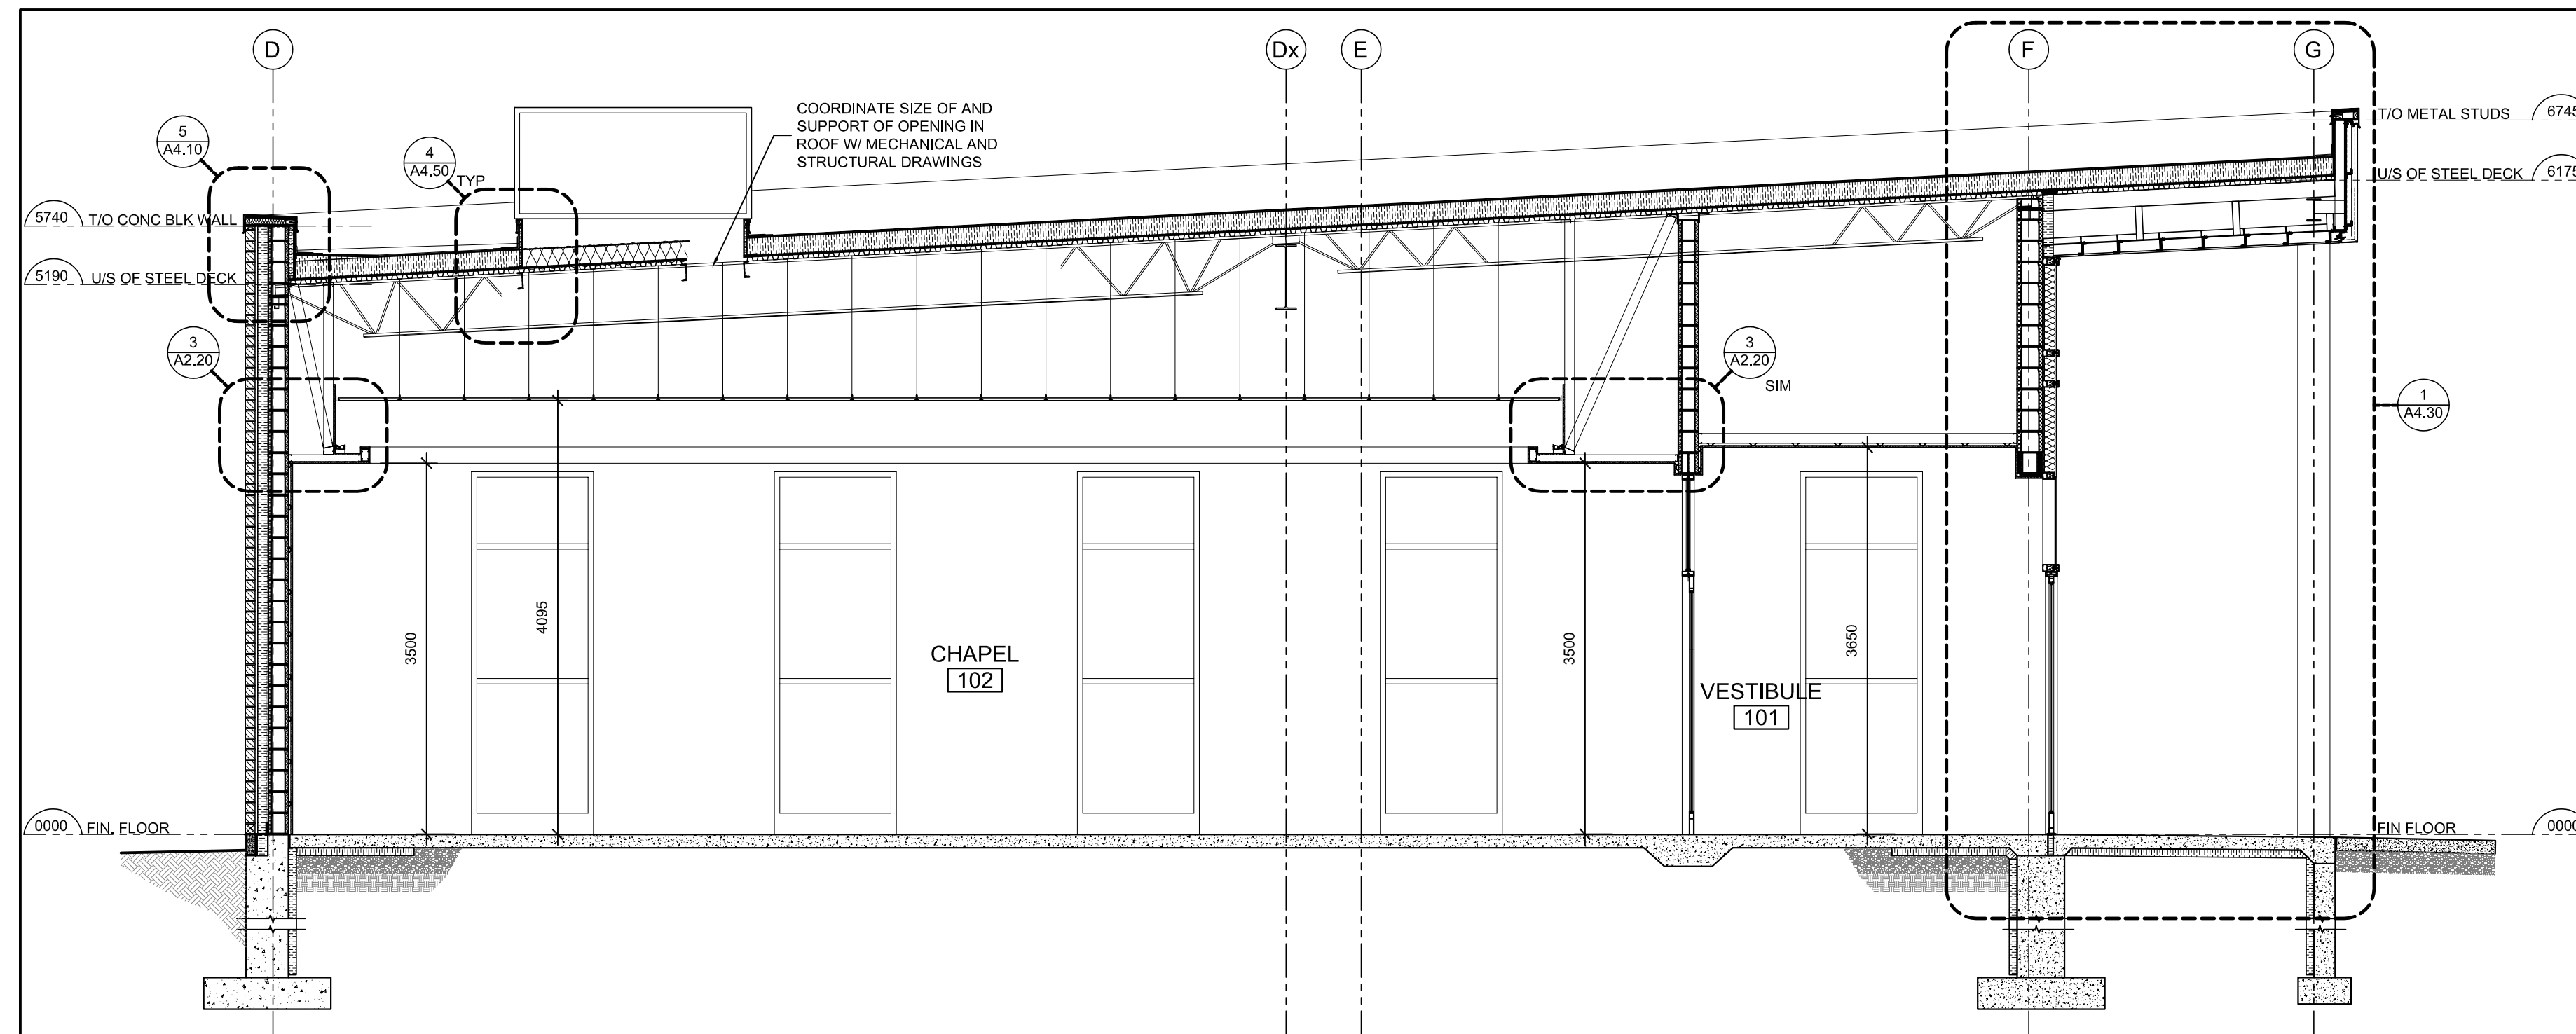 D
Dx
E
F
G
COORDINATE SIZE OF AND
SUPPORT OF OPENING IN
ROOF W/ MECHANICAL AND
STRUCTURAL DRAWINGS
T/O METAL STUDS 6745
5
A4.10
4
A4.50
TYP
U/S OF STEEL DECK 6175
5740 T/O CONC BLK WALL
5190 U/S OF STEEL DECK
3
A2.20
3
A2.20
SIM
1
A4.30
3500
4095
CHAPEL
102
3500
3650
VESTIBULE
101
0000 FIN. FLOOR
FIN FLOOR 0000